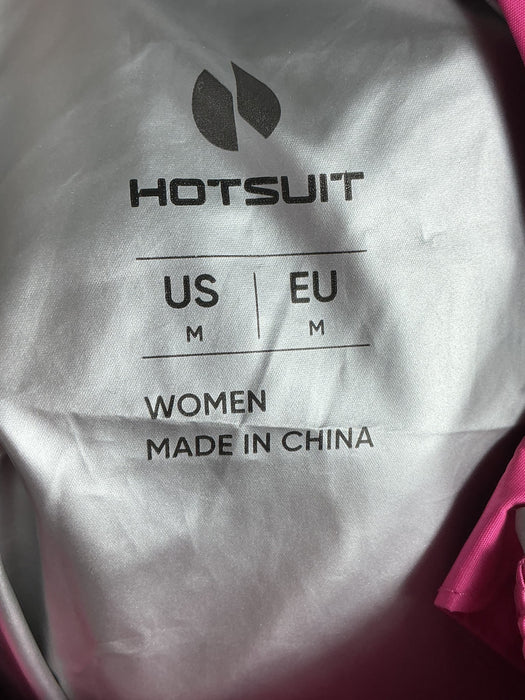 HOTSUIT
US | EU
M M
WOMEN
MADE IN CHINA